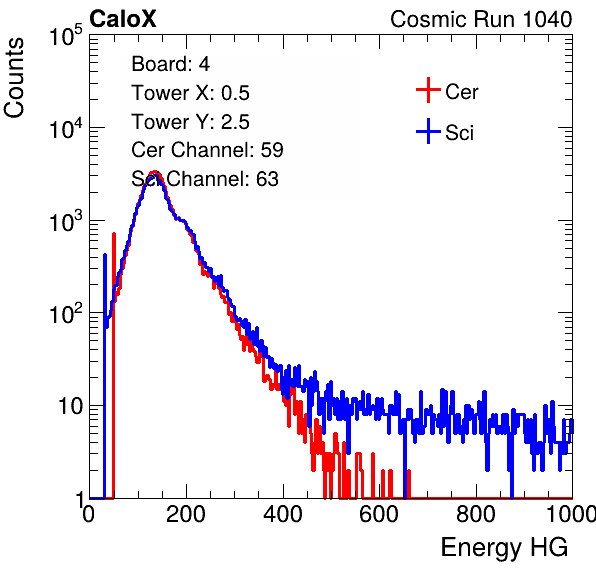 CaloX Cosmic Run 1040
Counts
Board: 4
Tower X: 0.5
Tower Y: 2.5
Cer Channel: 59
Sci Channel: 63
Cer
Sci
10^5
10^4
10^3
10^2
10
1
0 200 400 600 800 1000
Energy HG